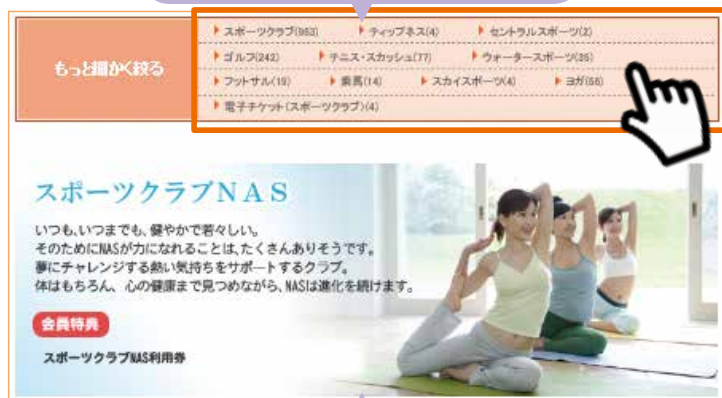 もっと細かく絞る
スポーツクラブ(953) ティップネス(4) セントラルスポーツ(2)
ゴルフ(242) テニス・スカッシュ(77) ウォータースポーツ(35)
フットサル(19) 乗馬(14) スカイスポーツ(4) ヨガ(56)
電子チケット(スポーツクラブ)(4)
スポーツクラブNAS
いつも、いつまでも、健やかで若々しい。
そのためにNASが力になれることは、たくさんありそうです。
夢にチャレンジする熱い気持ちをサポートするクラブ。
体はもちろん、心の健康まで見つめながら、NASは進化を続けます。
会員特典
スポーツクラブNAS利用券